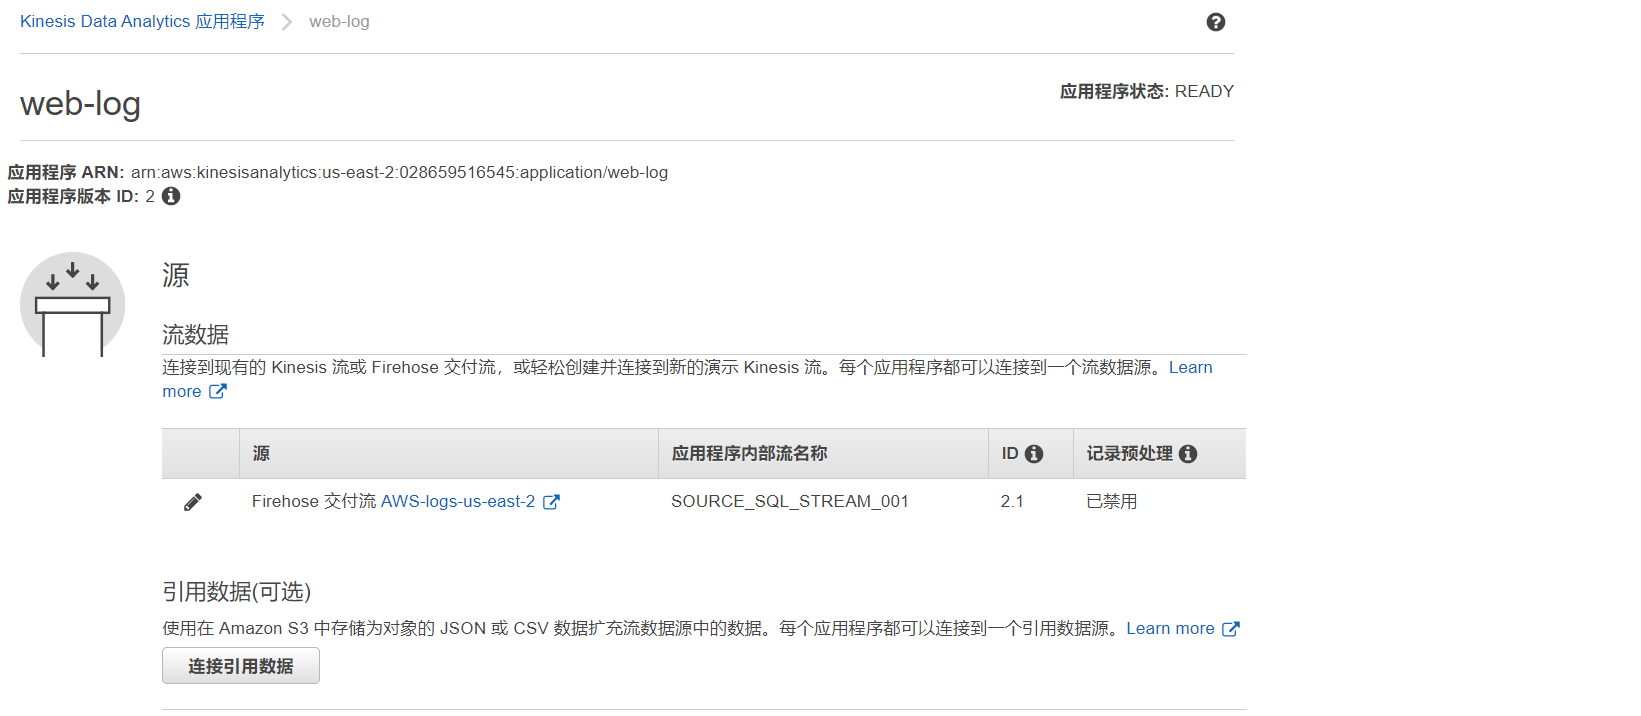 Kinesis Data Analytics 应用程序 web-log
web-log
应用程序状态: READY
应用程序 ARN: arn:aws:kinesisanalytics:us-east-2:028659516545:application/web-log
应用程序版本 ID: 2
源
流数据
连接到现有的 Kinesis 流或 Firehose 交付流，或轻松创建并连接到新的演示 Kinesis 流。每个应用程序都可以连接到一个流数据源。Learn
more
源 应用程序内部流名称 ID 记录预处理
Firehose 交付流 AWS-logs-us-east-2 SOURCE_SQL_STREAM_001 2.1 已禁用
引用数据(可选)
使用在 Amazon S3 中存储为对象的 JSON 或 CSV 数据扩充流数据源中的数据。每个应用程序都可以连接到一个引用数据源。Learn more
连接引用数据